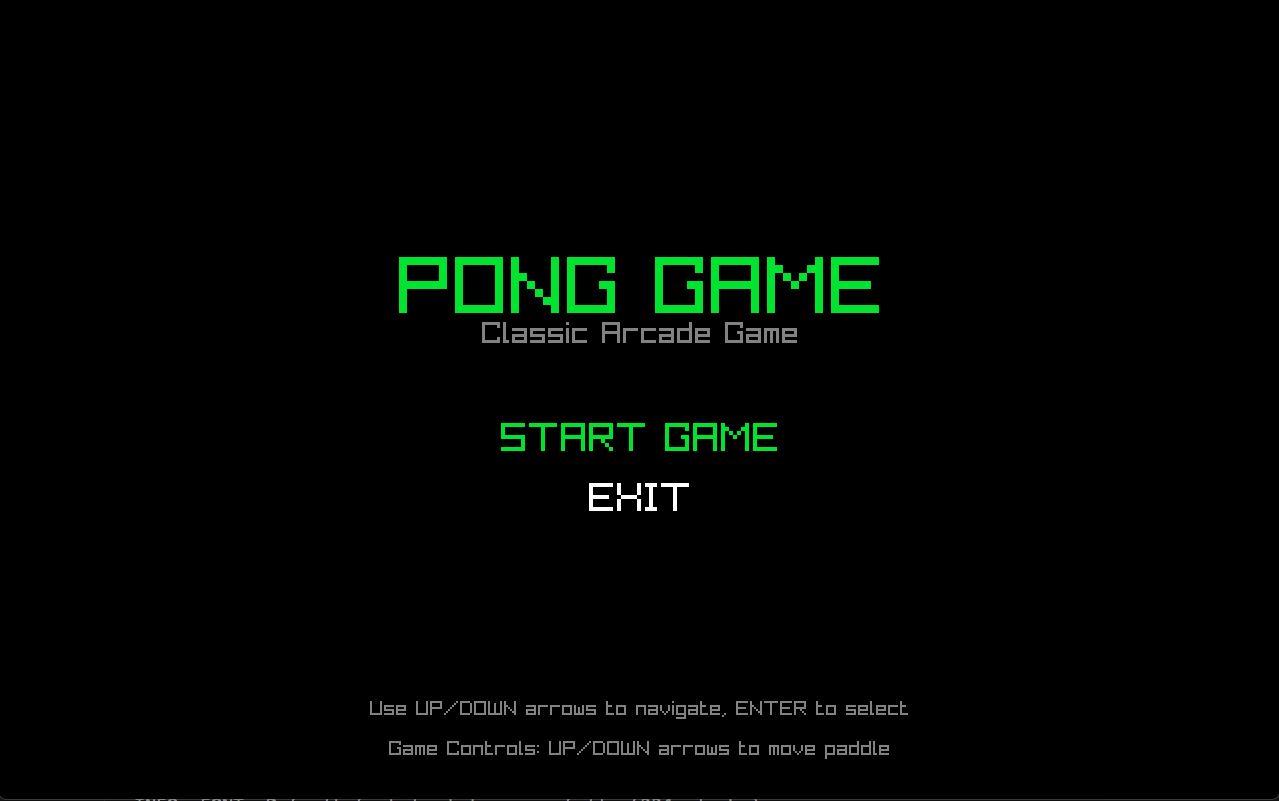 PONG GAME
Classic Arcade Game
START GAME
EXIT
Use UP/DOWN arrows to navigate, ENTER to select
Game Controls: UP/DOWN arrows to move paddle